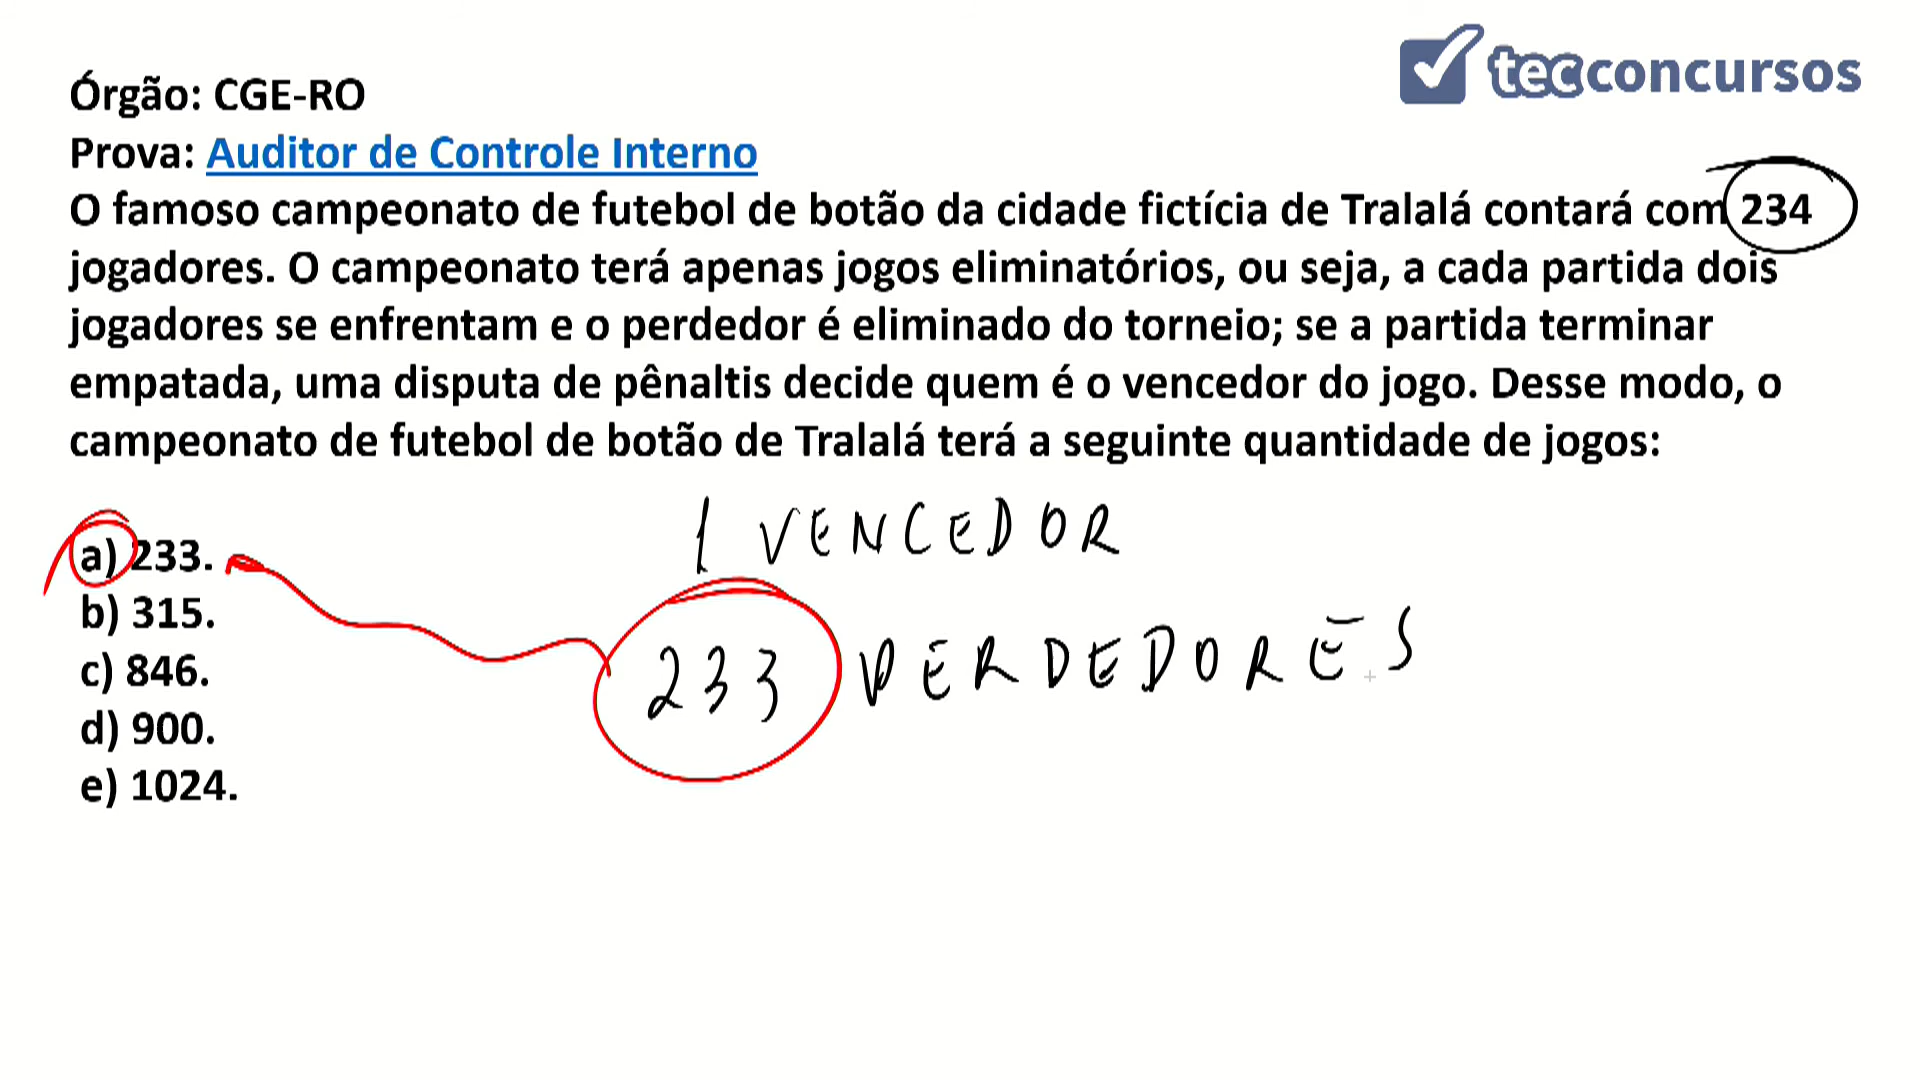 tecconcursos
Órgão: CGE-RO
Prova: Auditor de Controle Interno
O famoso campeonato de futebol de botão da cidade fictícia de Tralalá contará com 234
jogadores. O campeonato terá apenas jogos eliminatórios, ou seja, a cada partida dois
jogadores se enfrentam e o perdedor é eliminado do torneio; se a partida terminar
empatada, uma disputa de pênaltis decide quem é o vencedor do jogo. Desse modo, o
campeonato de futebol de botão de Tralalá terá a seguinte quantidade de jogos:
a) 233.
b) 315.
c) 846.
d) 900.
e) 1024.
1 VENCEDOR
233 PERDEDORES